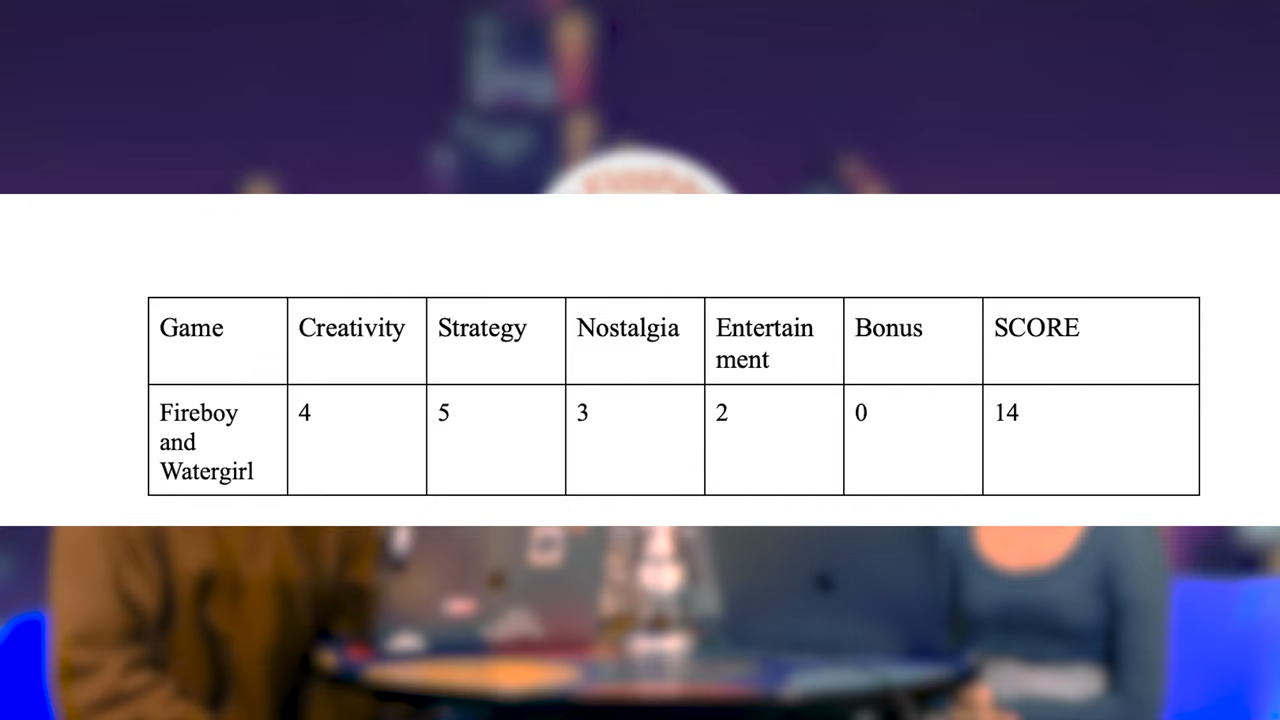 Game Creativity Strategy Nostalgia Entertain Bonus SCORE
ment
Fireboy 4 5 3 2 0 14
and
Watergirl